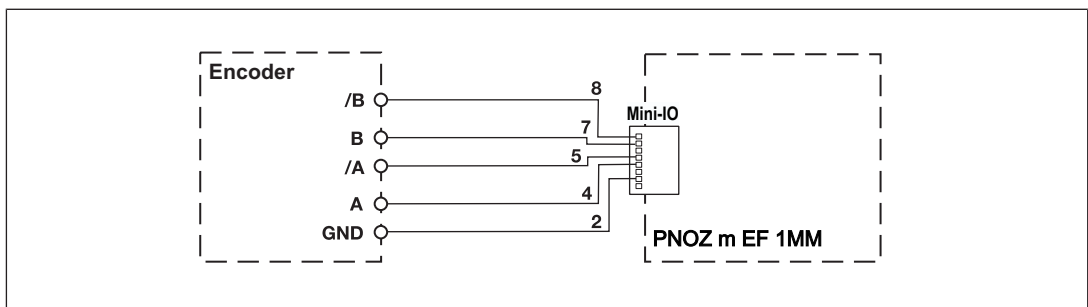 Encoder
/B 8
Mini-IO
B 7
/A 5
A 4
GND 2
PNOZ m EF 1MM